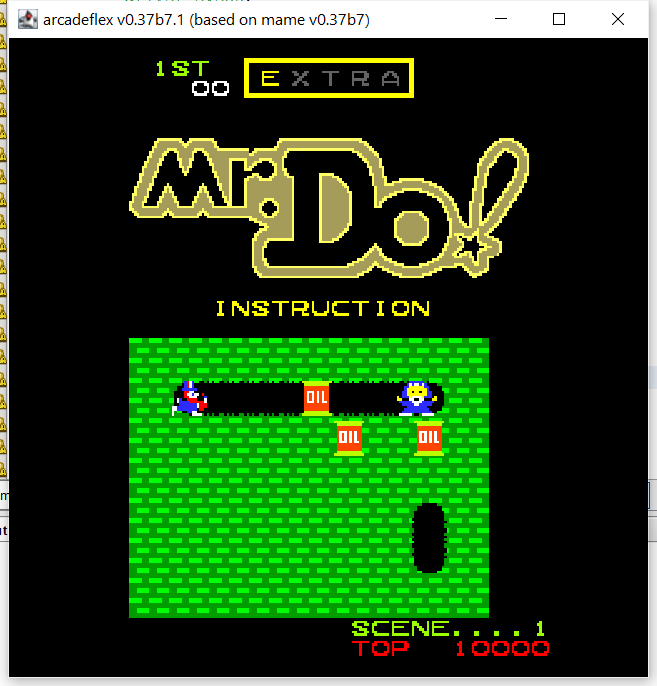 arcadeflex v0.37b7.1 (based on mame v0.37b7)
1ST
00
EXTRA
Mr. Do!
INSTRUCTION
OIL
OIL OIL
SCENE....1
TOP 10000